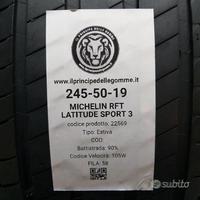 IL PRINCIPE DELLE GOMME
www.ilprincipedellegomme.it
245-50-19
MICHELIN RFT
LATITUDE SPORT 3
codice prodotto: 22569
Tipo: Estiva
COD:
Battistrada: 90%
Codice Velocità: 105W
FILA: 58
subito